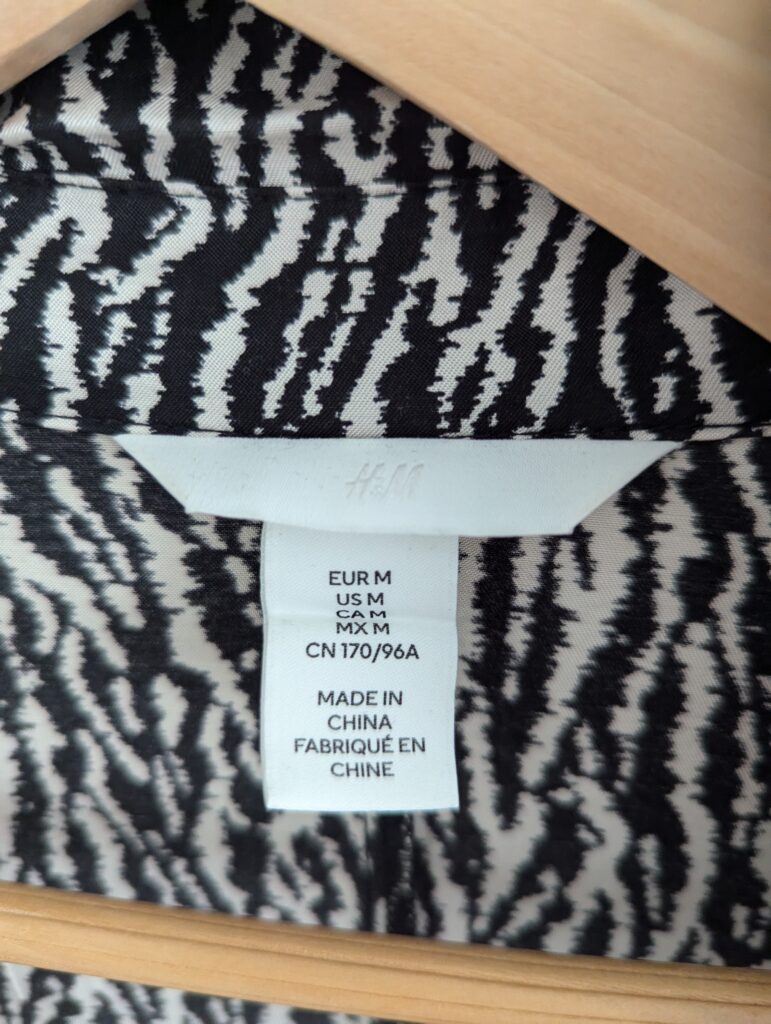 H&M
EUR M
US M
CA M
MX M
CN 170/96A
MADE IN
CHINA
FABRIQUÉ EN
CHINE